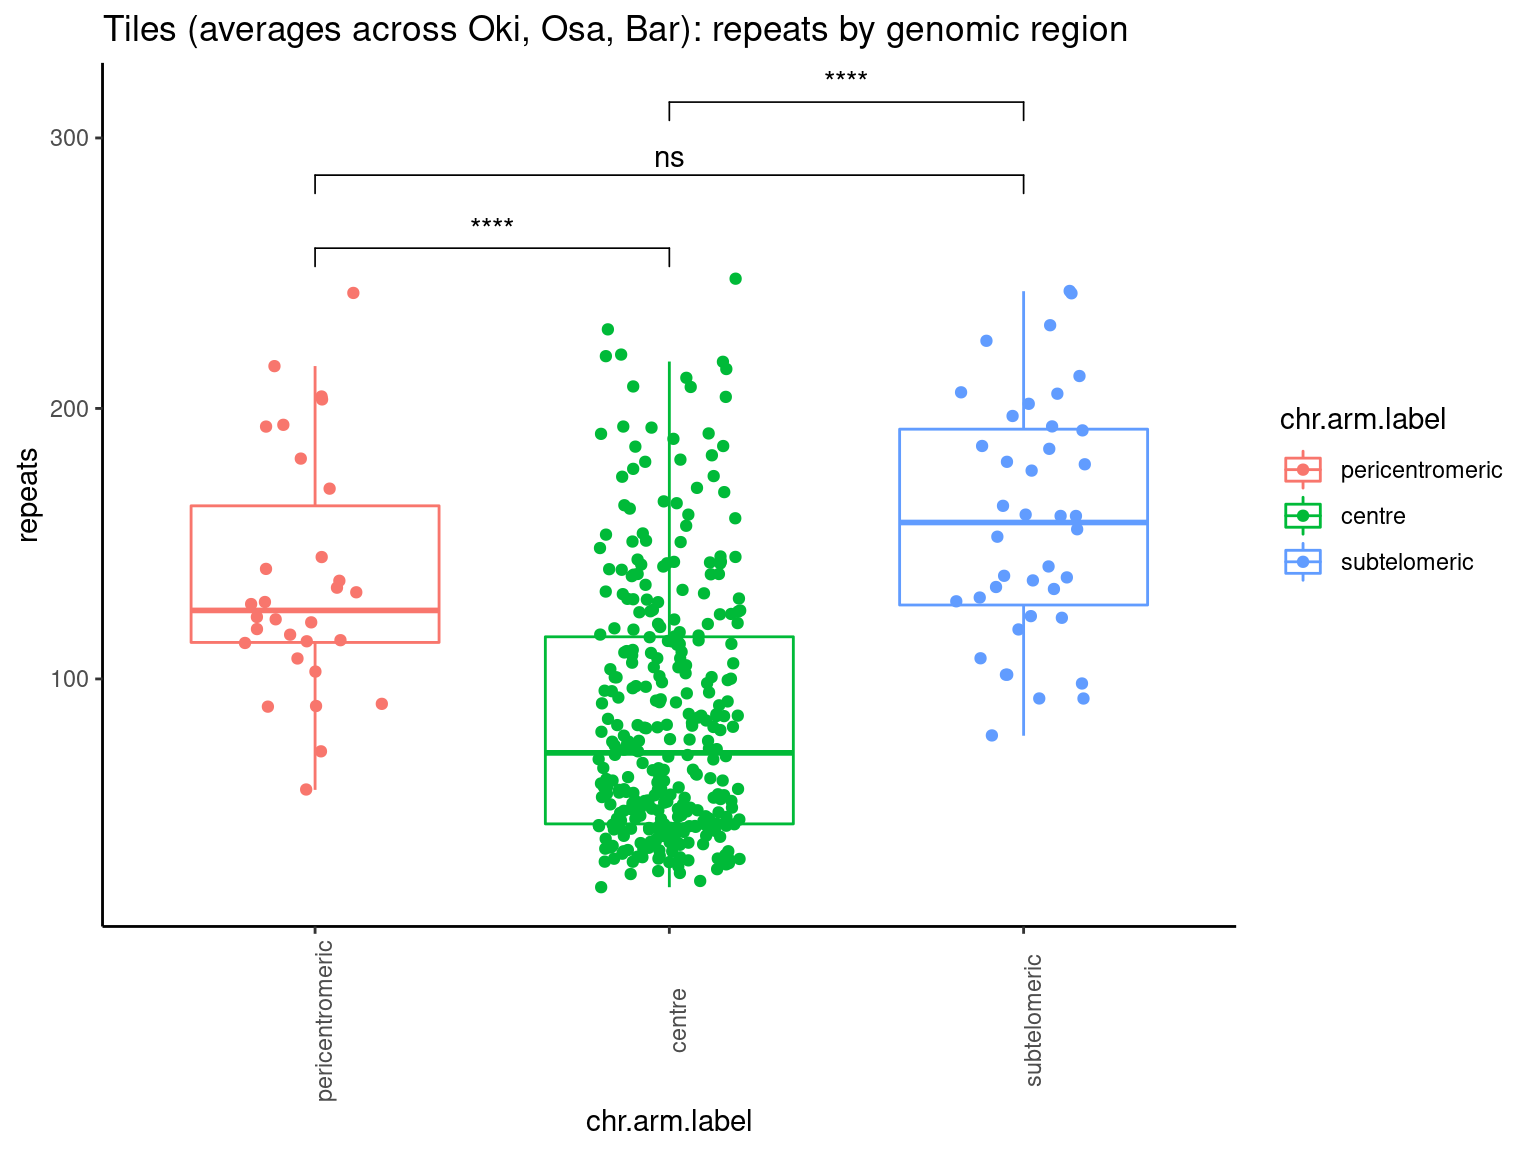 Tiles (averages across Oki, Osa, Bar): repeats by genomic region
****
300
ns
****
200
100
repeats
pericentromeric
centre
subtelomeric
chr.arm.label
chr.arm.label
pericentromeric
centre
subtelomeric